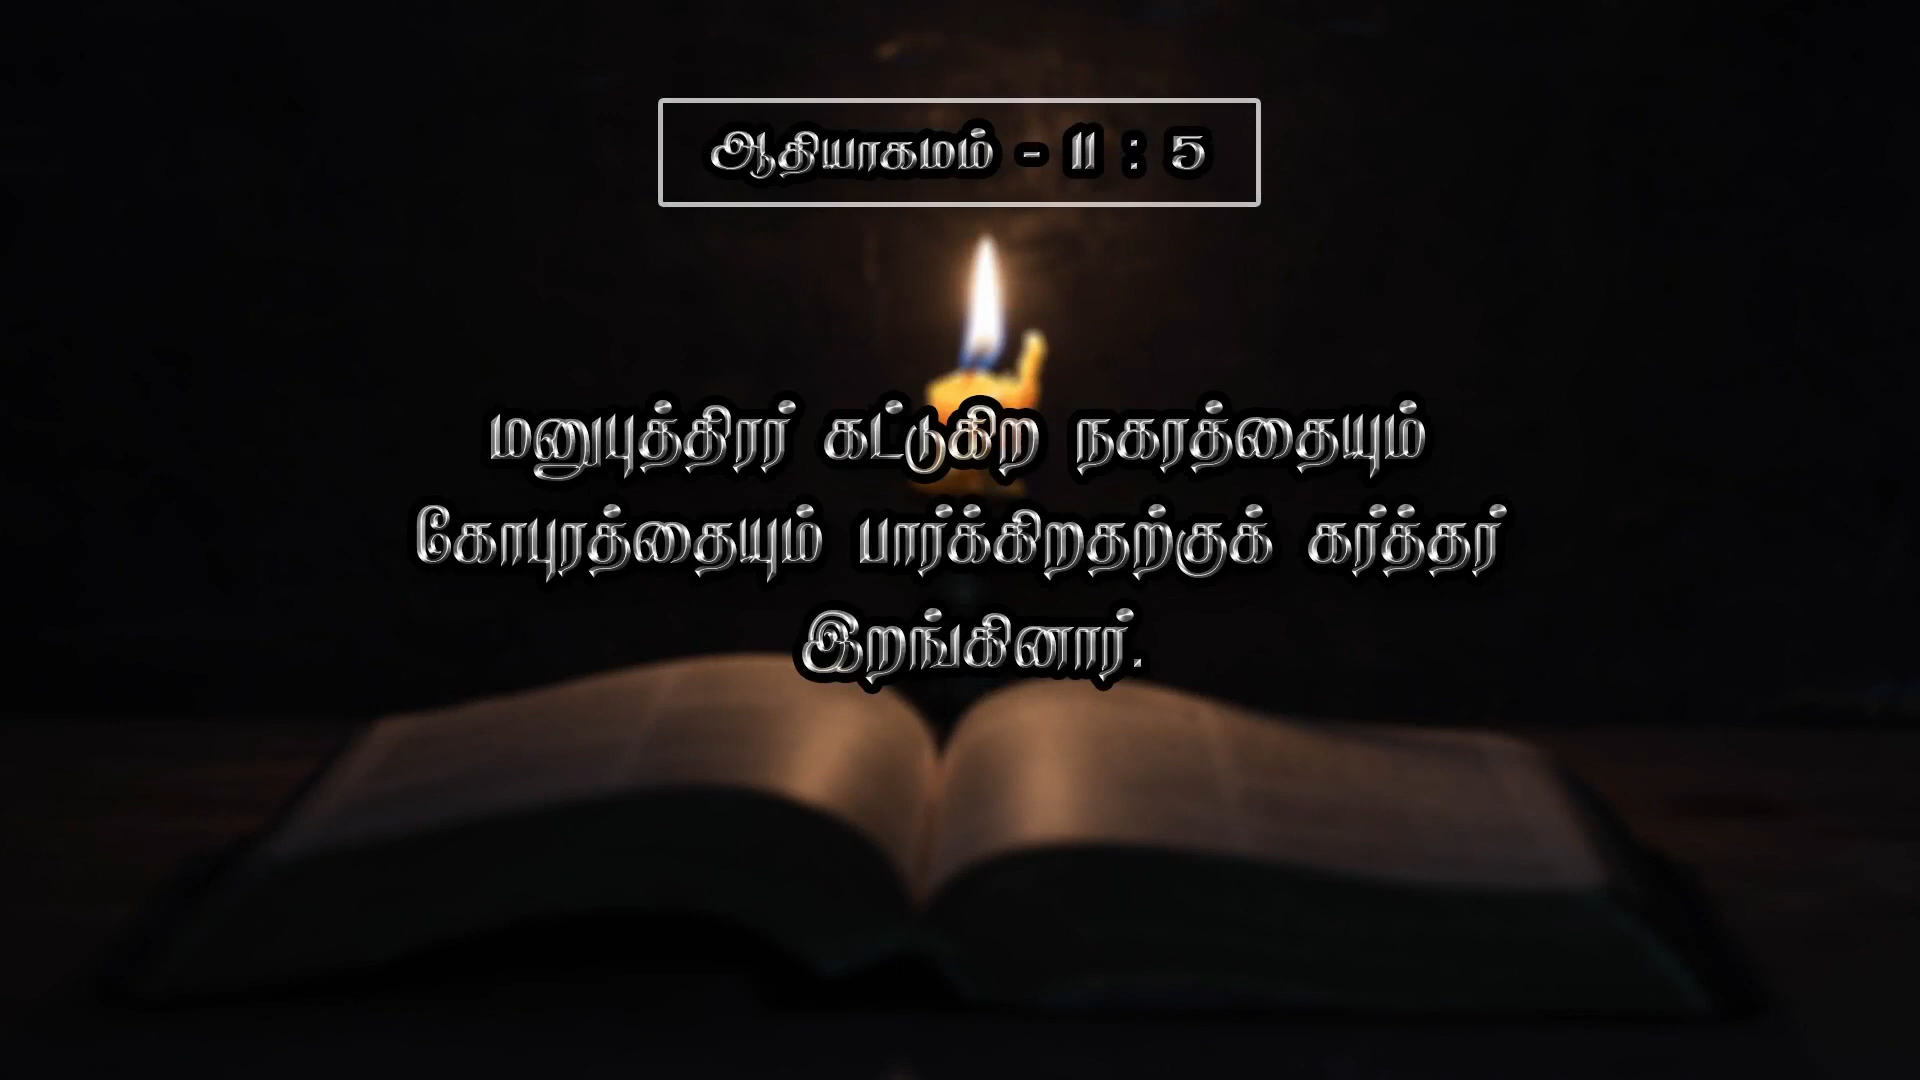 ஆதியாகமம் - 11 : 5
மனுபுத்திரர் கட்டுகிற நகரத்தையும்
கோபுரத்தையும் பார்க்கிறதற்குக் கர்த்தர்
இறங்கினார்.